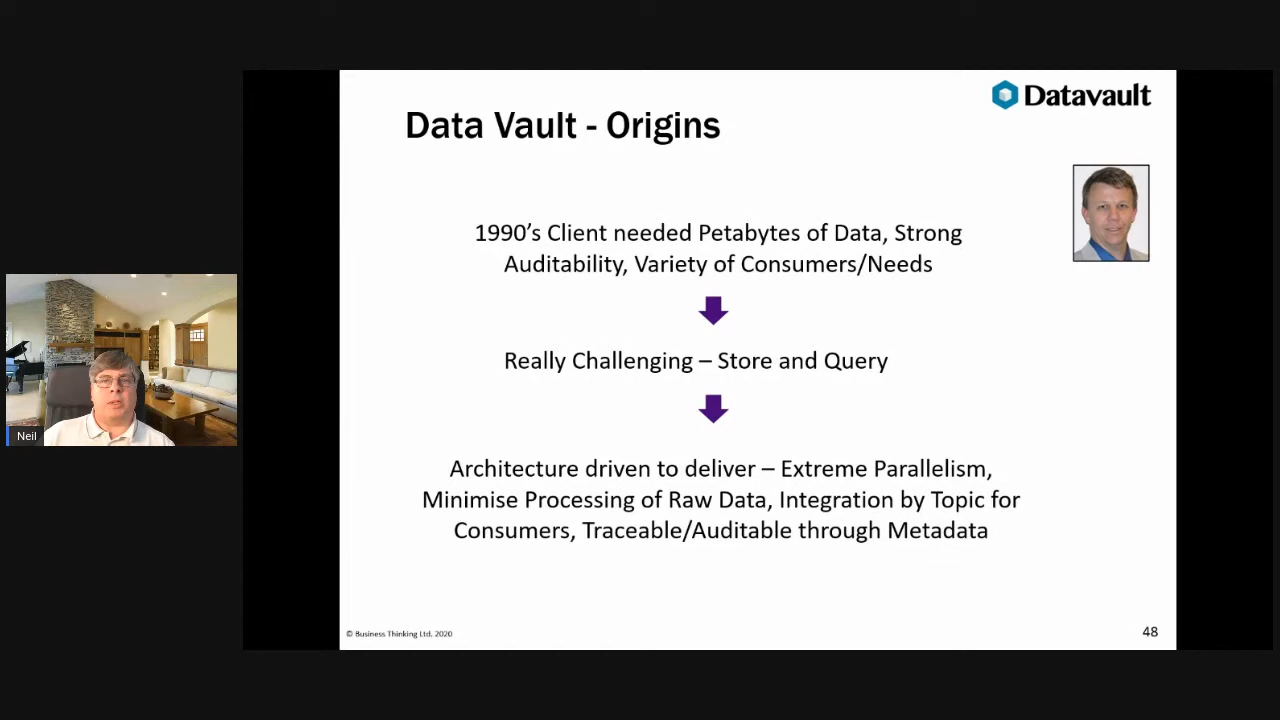 Datavault
Data Vault - Origins
1990’s Client needed Petabytes of Data, Strong
Auditability, Variety of Consumers/Needs
Really Challenging – Store and Query
Architecture driven to deliver – Extreme Parallelism,
Minimise Processing of Raw Data, Integration by Topic for
Consumers, Traceable/Auditable through Metadata
Neil
© Business Thinking Ltd. 2020
48